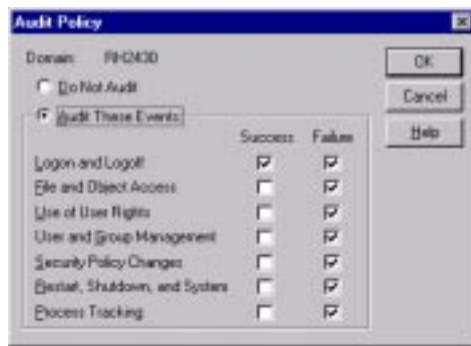 Audit Policy
Domain: RH2430
Do Not Audit
Audit These Events:
Success Failure
Logon and Logoff
File and Object Access
Use of User Rights
User and Group Management
Security Policy Changes
Restart, Shutdown, and System
Process Tracking
OK
Cancel
Help